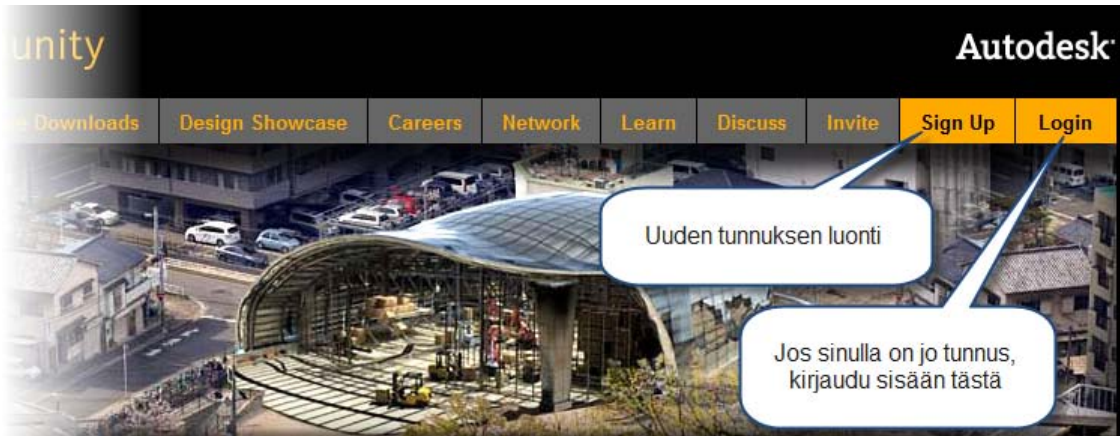 unity
Autodesk
Downloads Design Showcase Careers Network Learn Discuss Invite Sign Up Login
Uuden tunnuksen luonti
Jos sinulla on jo tunnus,
kirjaudu sisään tästä